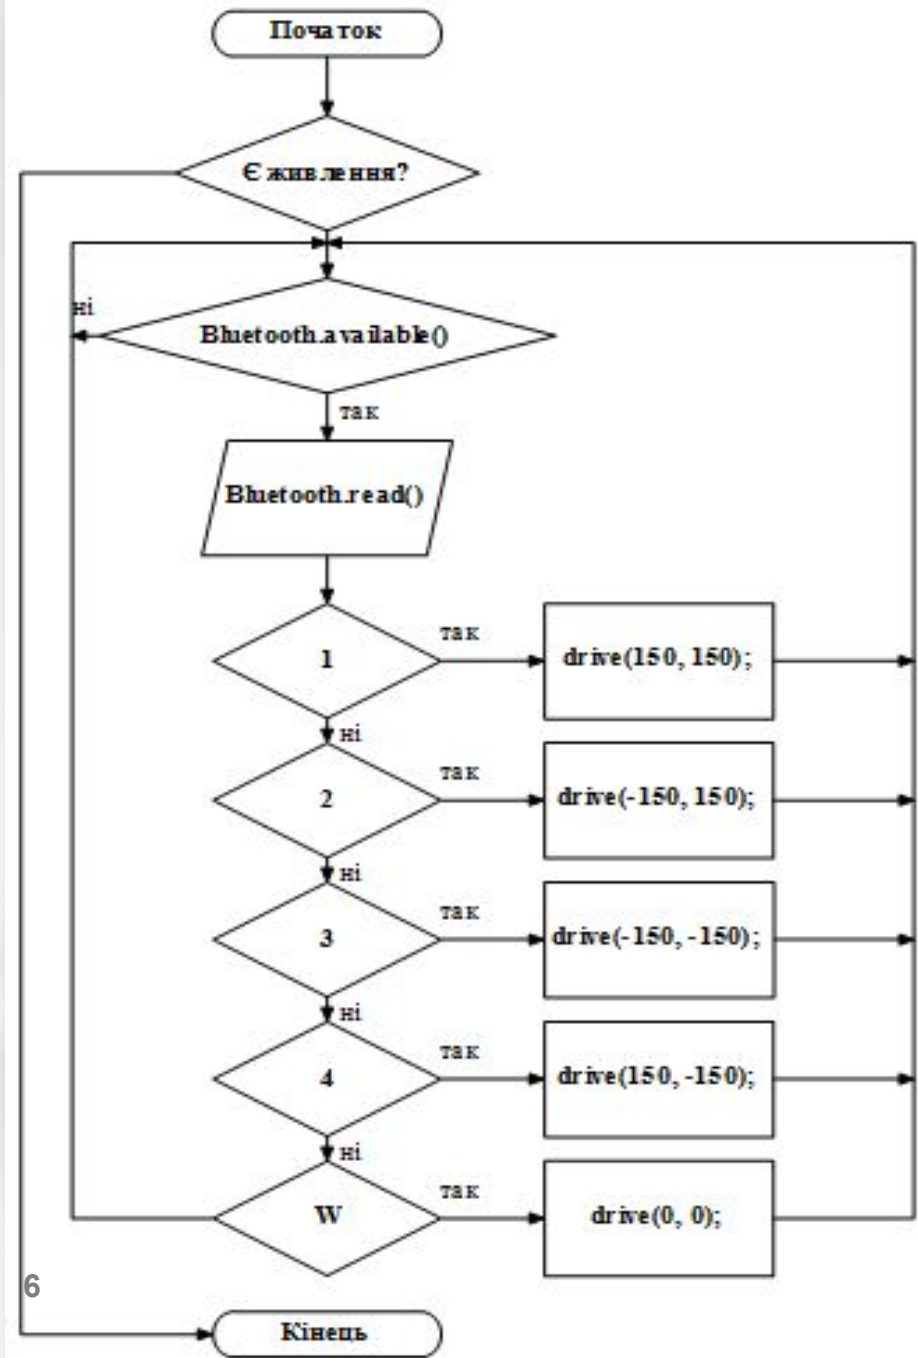 Початок
Є живлення?
ні
Bluetooth.available()
так
Bluetooth.read()
так
1
drive(150, 150);
ні
так
2
drive(-150, 150);
ні
так
3
drive(-150, -150);
ні
так
4
drive(150, -150);
ні
так
W
drive(0, 0);
6
Кінець